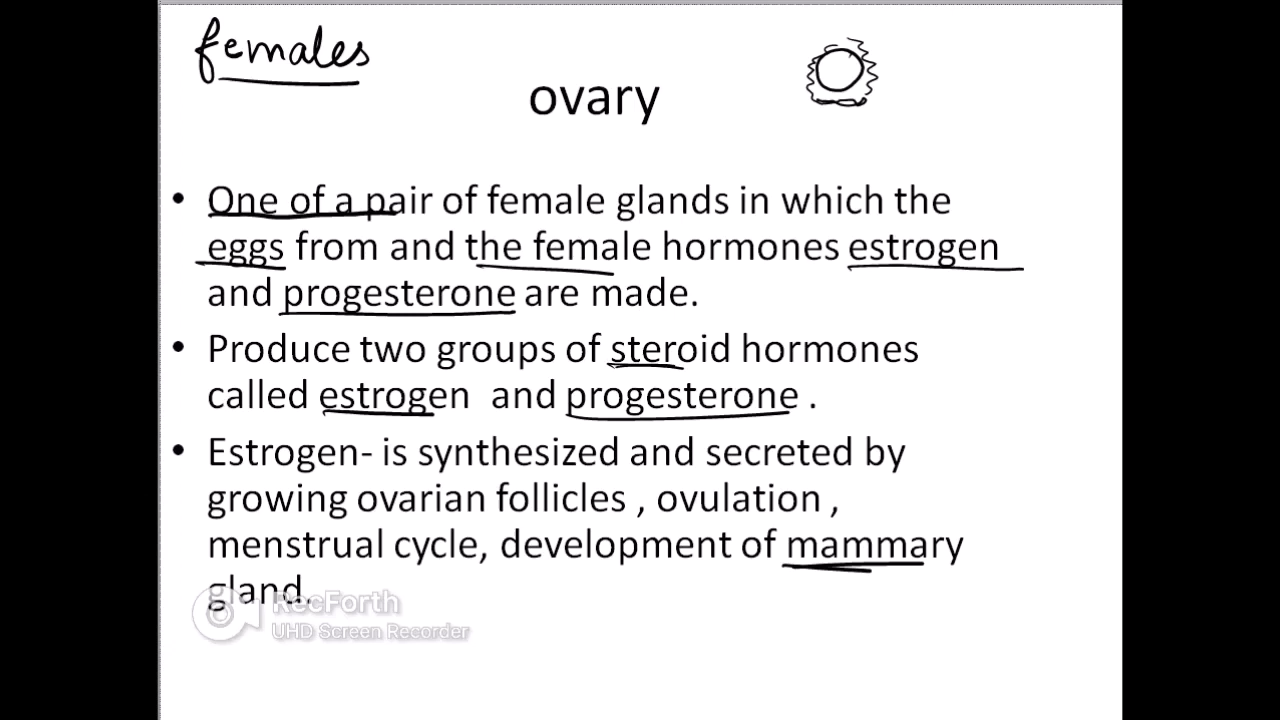 females
ovary
• One of a pair of female glands in which the
eggs from and the female hormones estrogen
and progesterone are made.
• Produce two groups of steroid hormones
called estrogen and progesterone .
• Estrogen- is synthesized and secreted by
growing ovarian follicles , ovulation ,
menstrual cycle, development of mammary
gland.
RecForth
UHD Screen Recorder